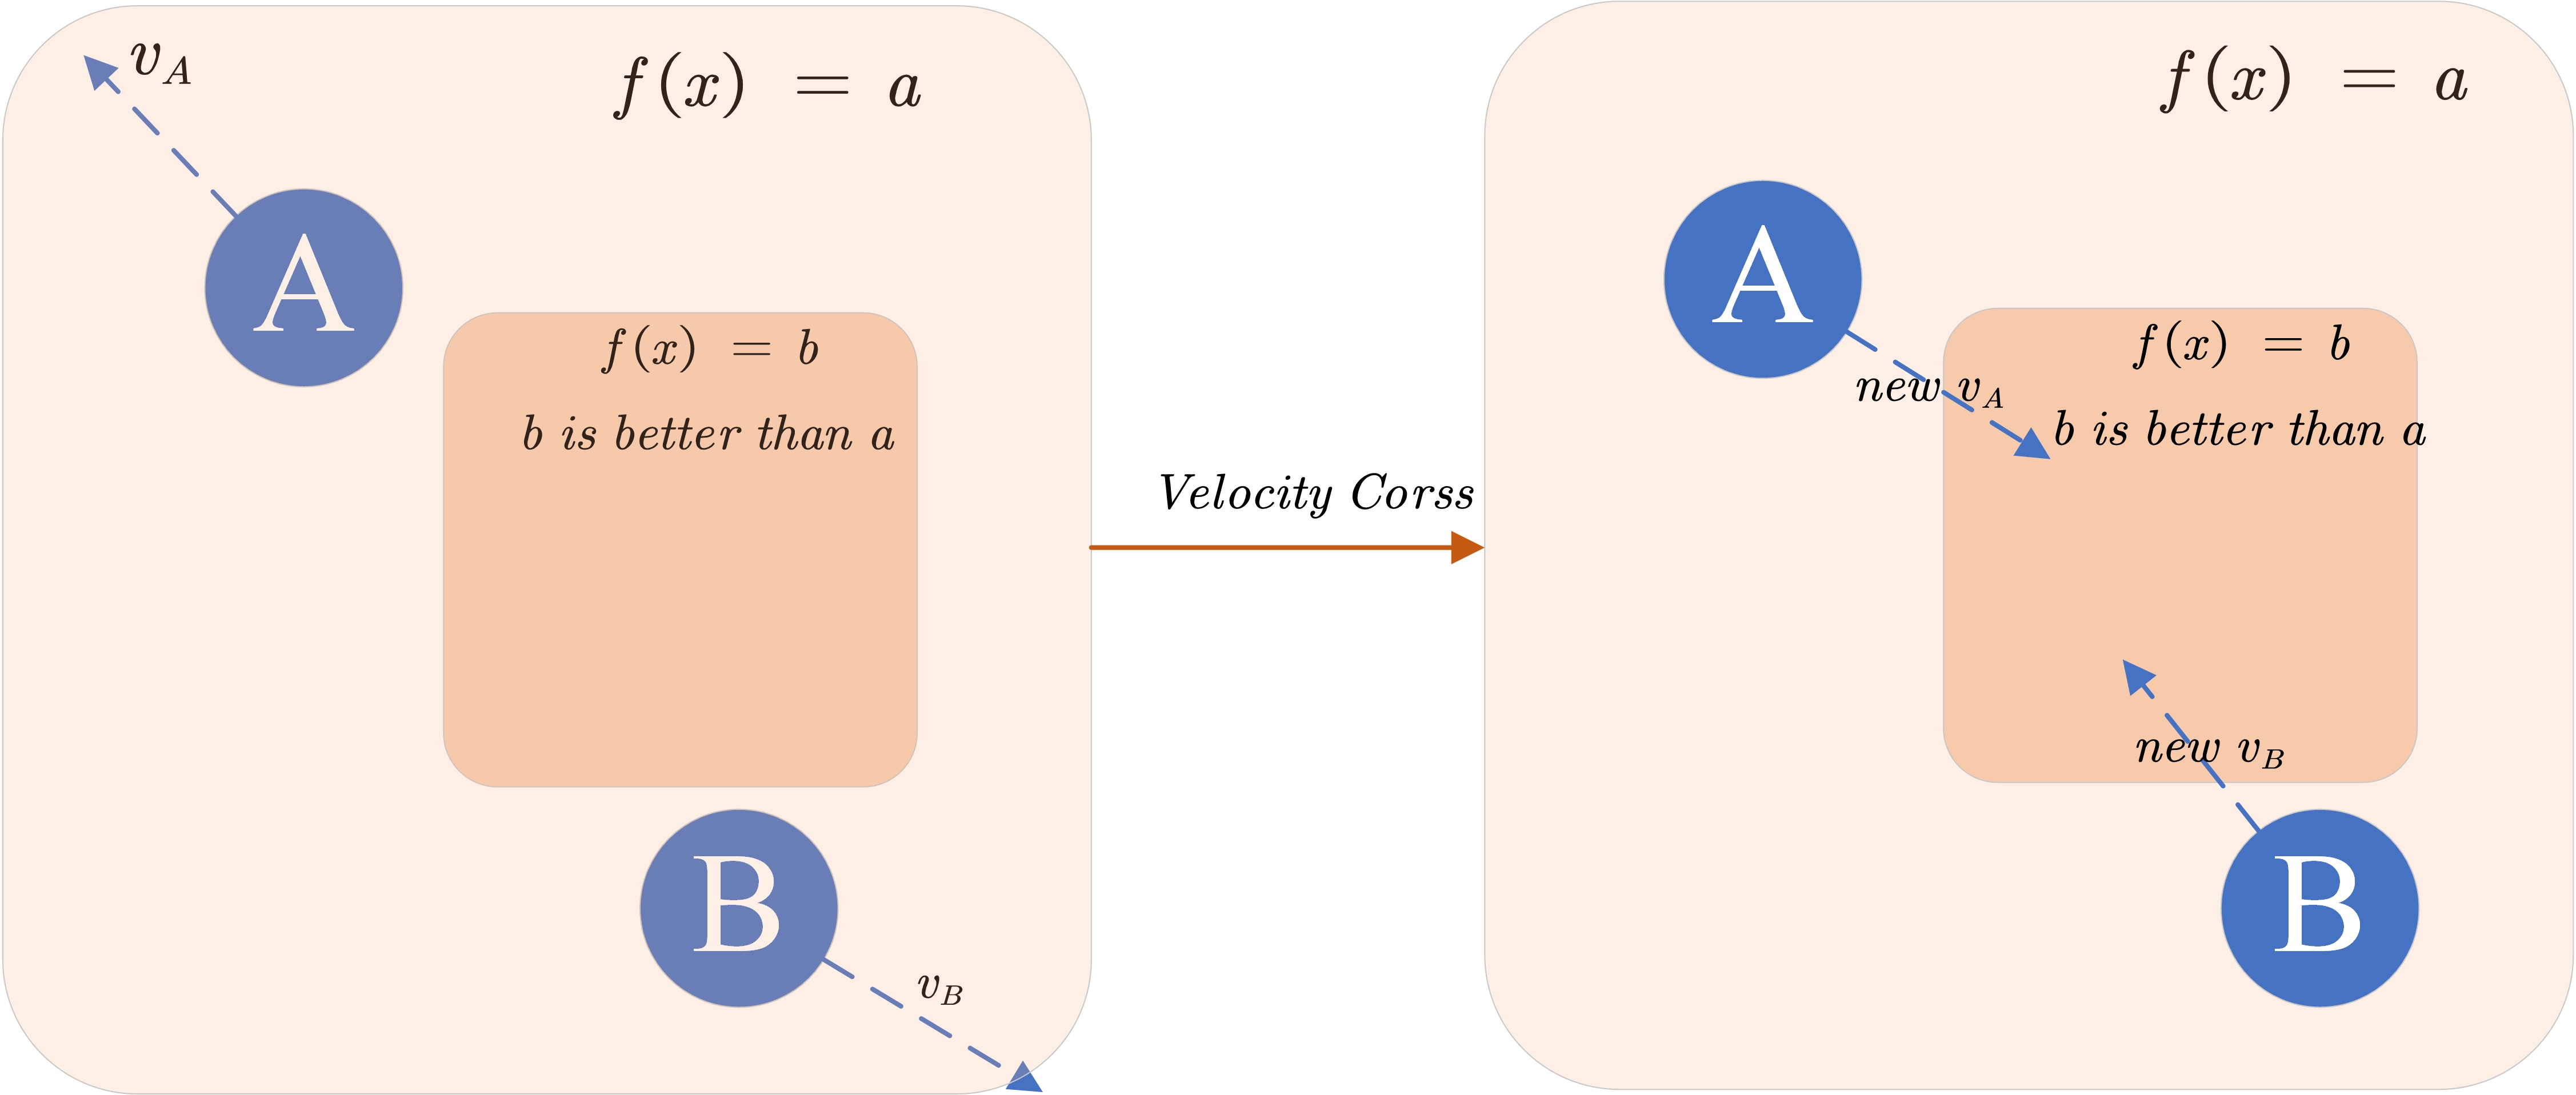 v_A
f(x) = a
A
f(x) = b
b is better than a
B
v_B
Velocity Corss
f(x) = a
A
new v_A
f(x) = b
b is better than a
new v_B
B